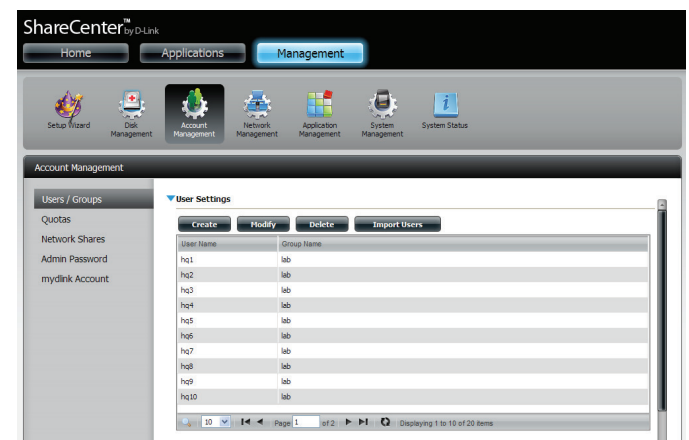 ShareCenter™ by D-Link
Home Applications Management
Setup Wizard Disk Management Account Management Network Management Application Management System Management System Status
Account Management
Users / Groups
Quotas
Network Shares
Admin Password
mydlink Account
User Settings
Create Modify Delete Import Users
User Name Group Name
hq1 lab
hq2 lab
hq3 lab
hq4 lab
hq5 lab
hq6 lab
hq7 lab
hq8 lab
hq9 lab
hq10 lab
10 Page 1 of 2 Displaying 1 to 10 of 20 items